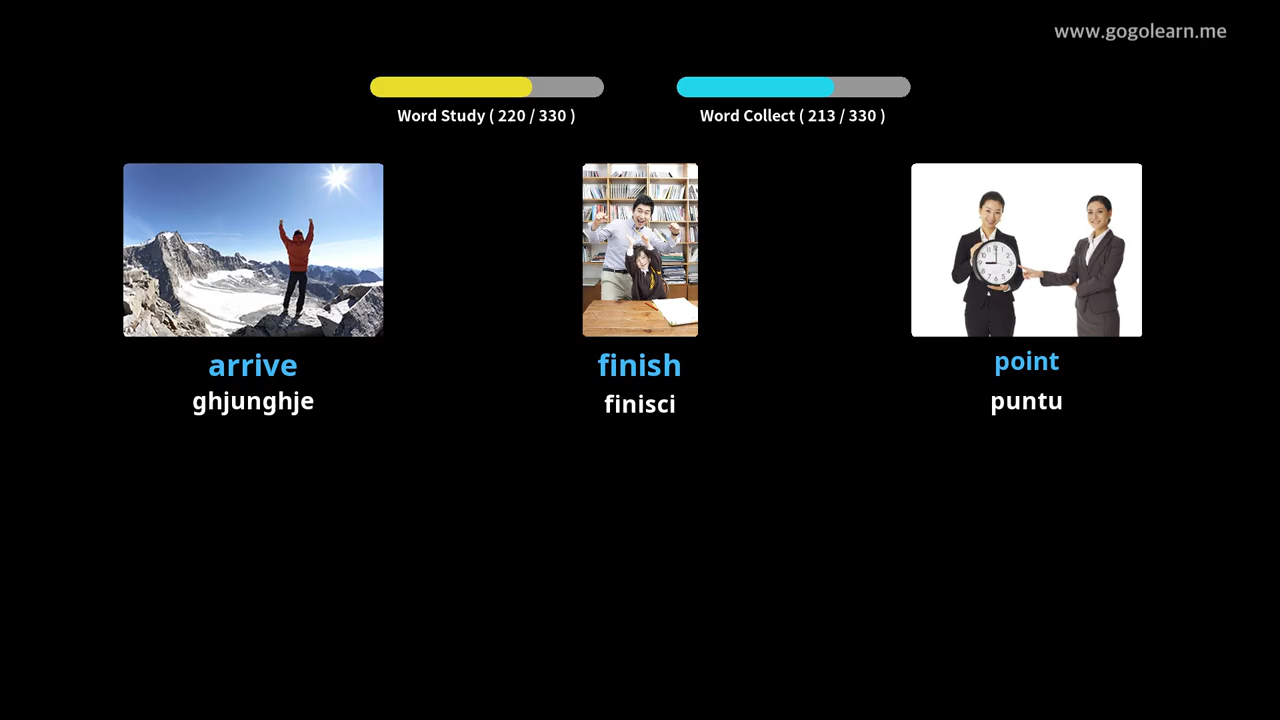 www.gogolearn.me
Word Study ( 220 / 330 )
Word Collect ( 213 / 330 )
arrive
ghjunghje
finish
finisci
point
puntu